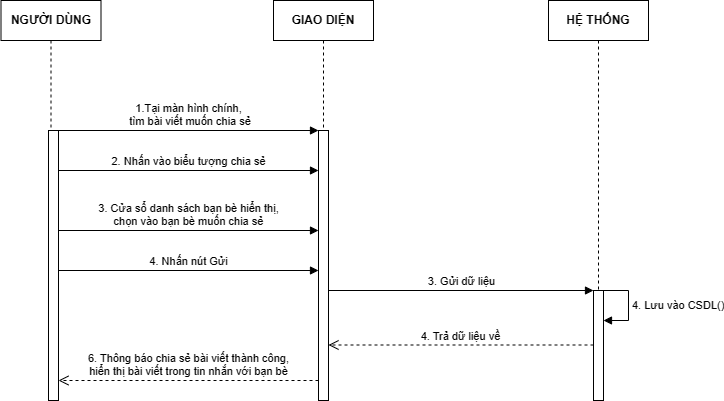 NGƯỜI DÙNG
GIAO DIỆN
HỆ THỐNG
1.Tại màn hình chính,
tìm bài viết muốn chia sẻ
2. Nhấn vào biểu tượng chia sẻ
3. Cửa sổ danh sách bạn bè hiển thị,
chọn vào bạn bè muốn chia sẻ
4. Nhấn nút Gửi
3. Gửi dữ liệu
4. Lưu vào CSDL()
4. Trả dữ liệu về
6. Thông báo chia sẻ bài viết thành công,
hiển thị bài viết trong tin nhắn với bạn bè